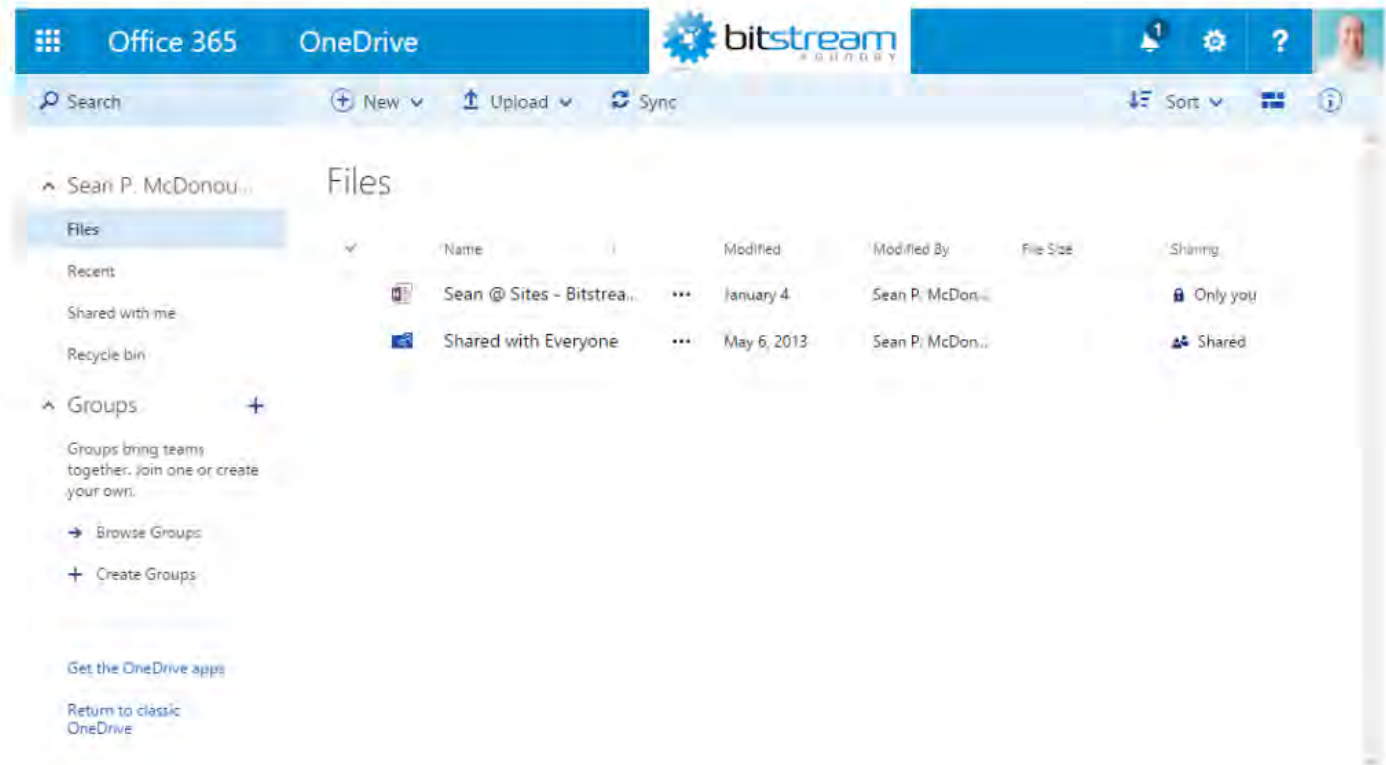 Office 365 OneDrive bitstream FOUNDRY 1 ?
Search New Upload Sync Sort
Sean P. McDonou...
Files
Recent
Shared with me
Recycle bin
Groups +
Groups bring teams
together. Join one or create
your own.
Browse Groups
+ Create Groups
Get the OneDrive apps
Return to classic
OneDrive
Files
Name Modified Modified By File Size Sharing
Sean @ Sites - Bitstrea... ... January 4 Sean P. McDon... Only you
Shared with Everyone ... May 6, 2013 Sean P. McDon... Shared